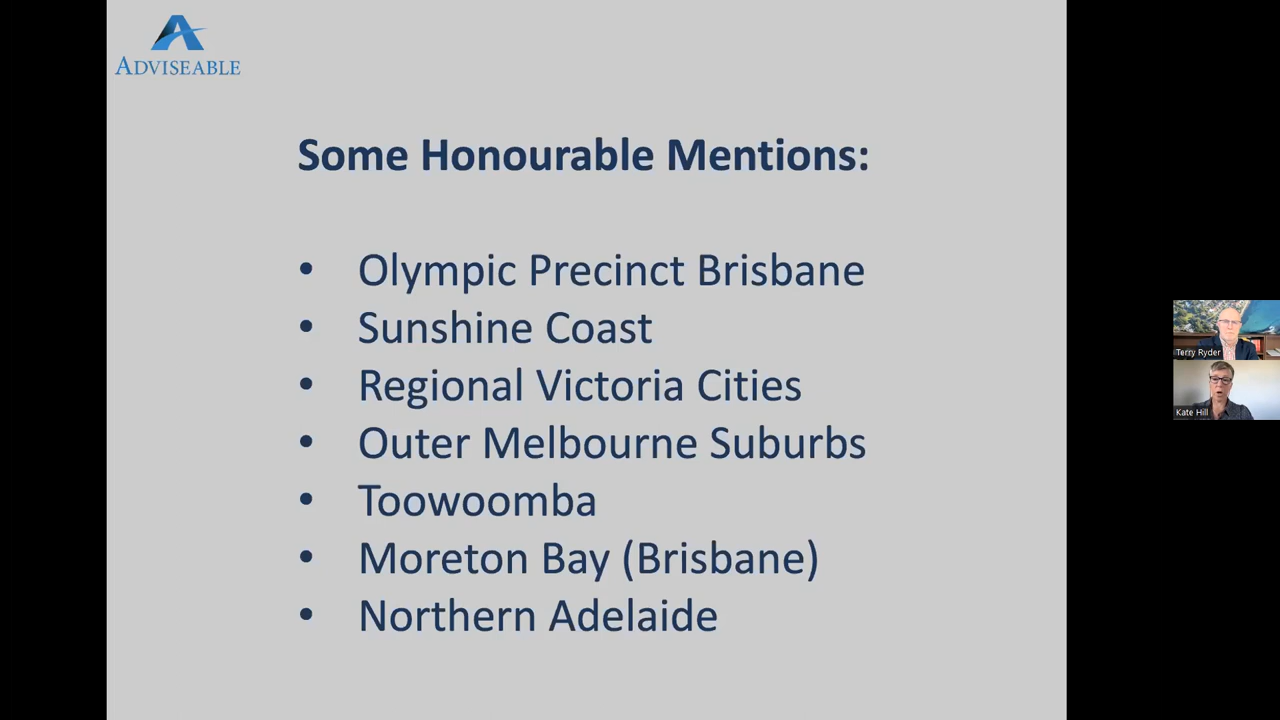 ADVISEABLE
Some Honourable Mentions:
• Olympic Precinct Brisbane
• Sunshine Coast
• Regional Victoria Cities
• Outer Melbourne Suburbs
• Toowoomba
• Moreton Bay (Brisbane)
• Northern Adelaide
Terry Ryder
Kate Hill